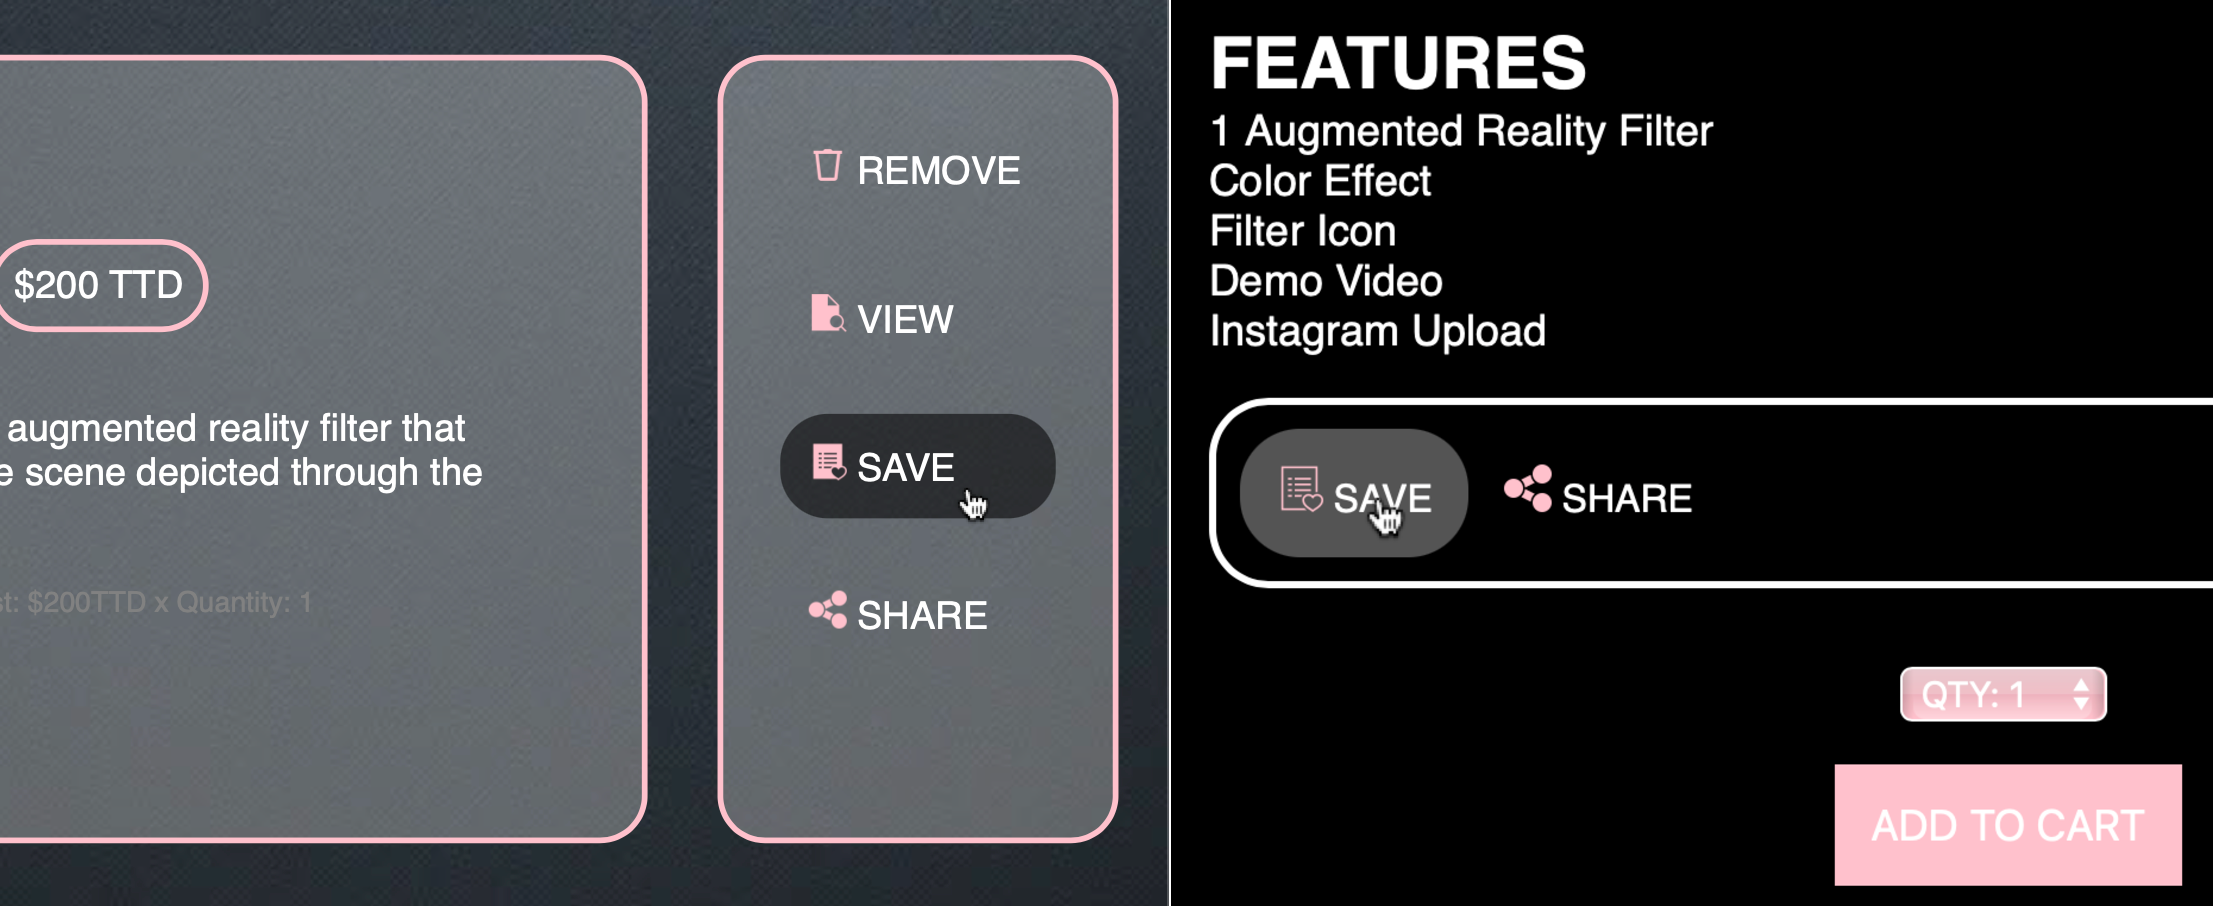 $200 TTD
augmented reality filter that
scene depicted through the
$200TTD x Quantity: 1
REMOVE
VIEW
SAVE
SHARE
FEATURES
1 Augmented Reality Filter
Color Effect
Filter Icon
Demo Video
Instagram Upload
SAVE
SHARE
QTY: 1
ADD TO CART